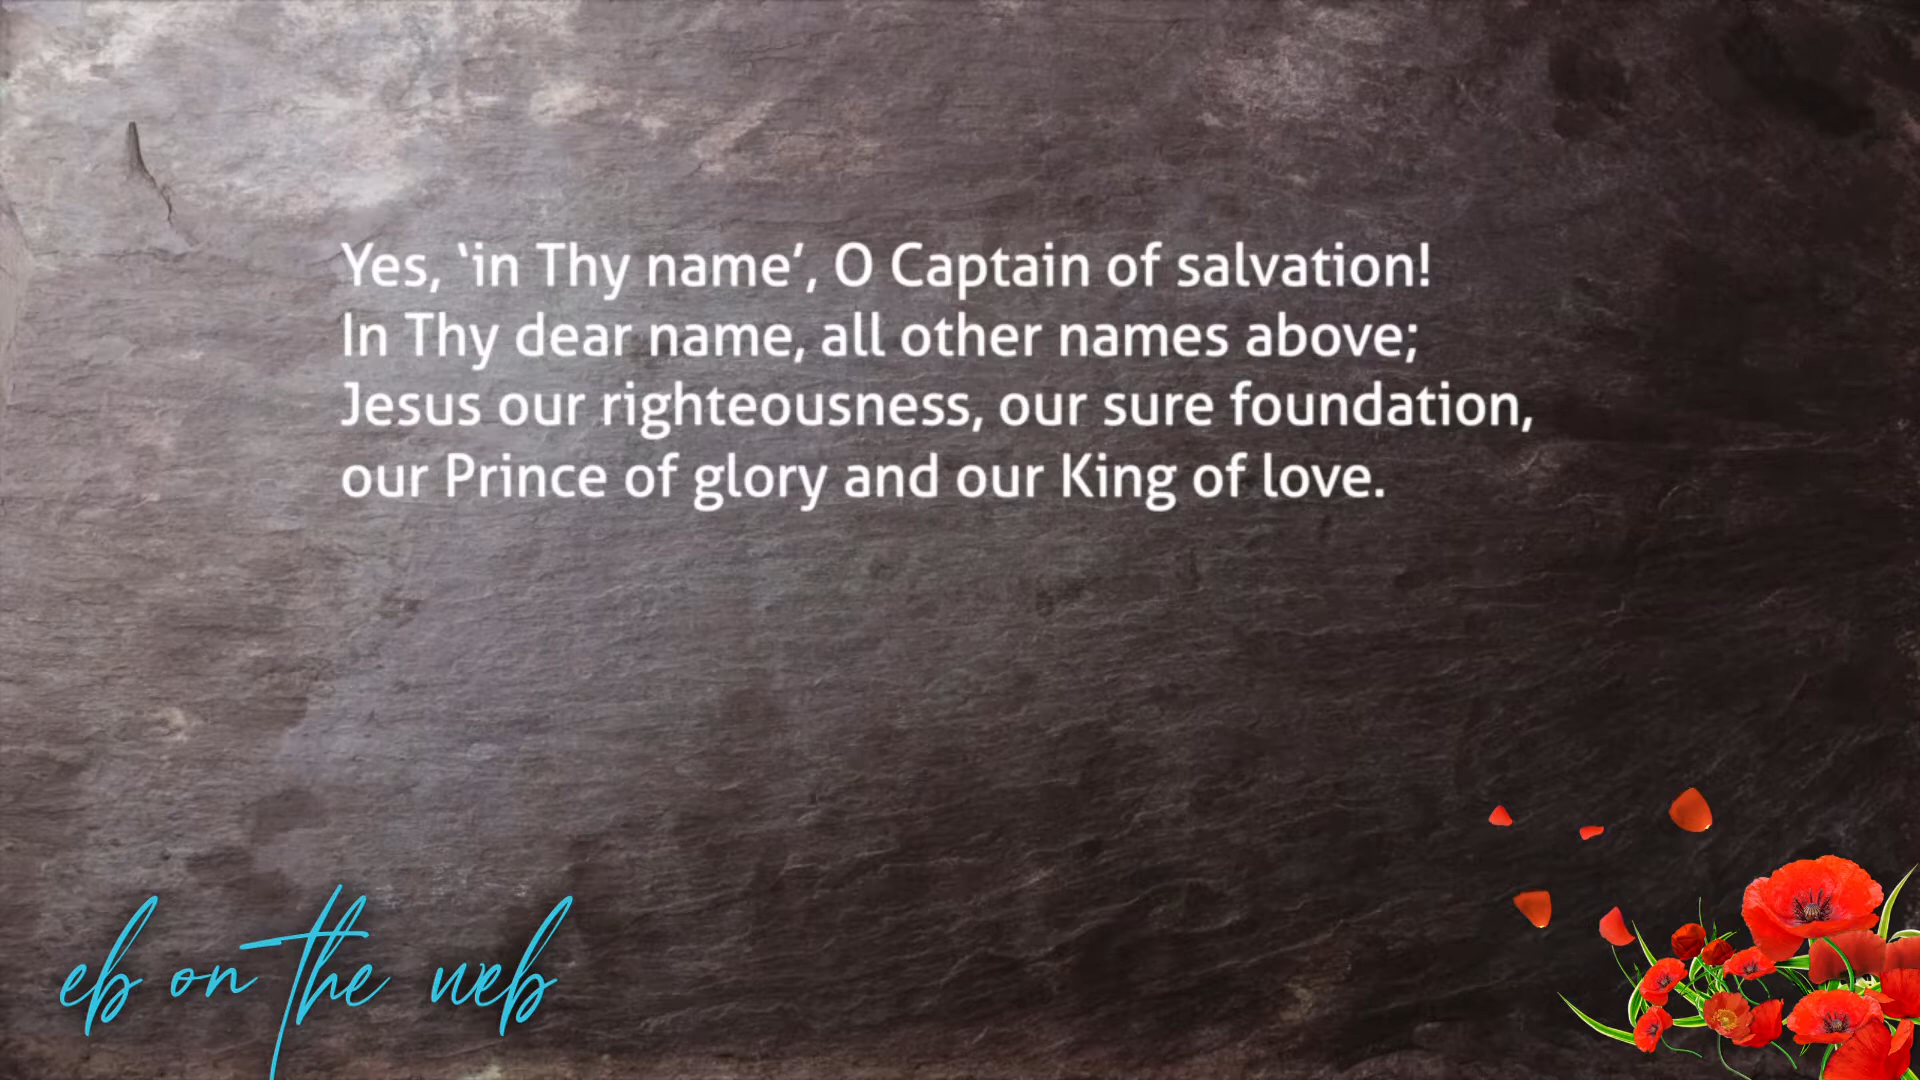 Yes, ‘in Thy name’, O Captain of salvation!
In Thy dear name, all other names above;
Jesus our righteousness, our sure foundation,
our Prince of glory and our King of love.
eb on the web